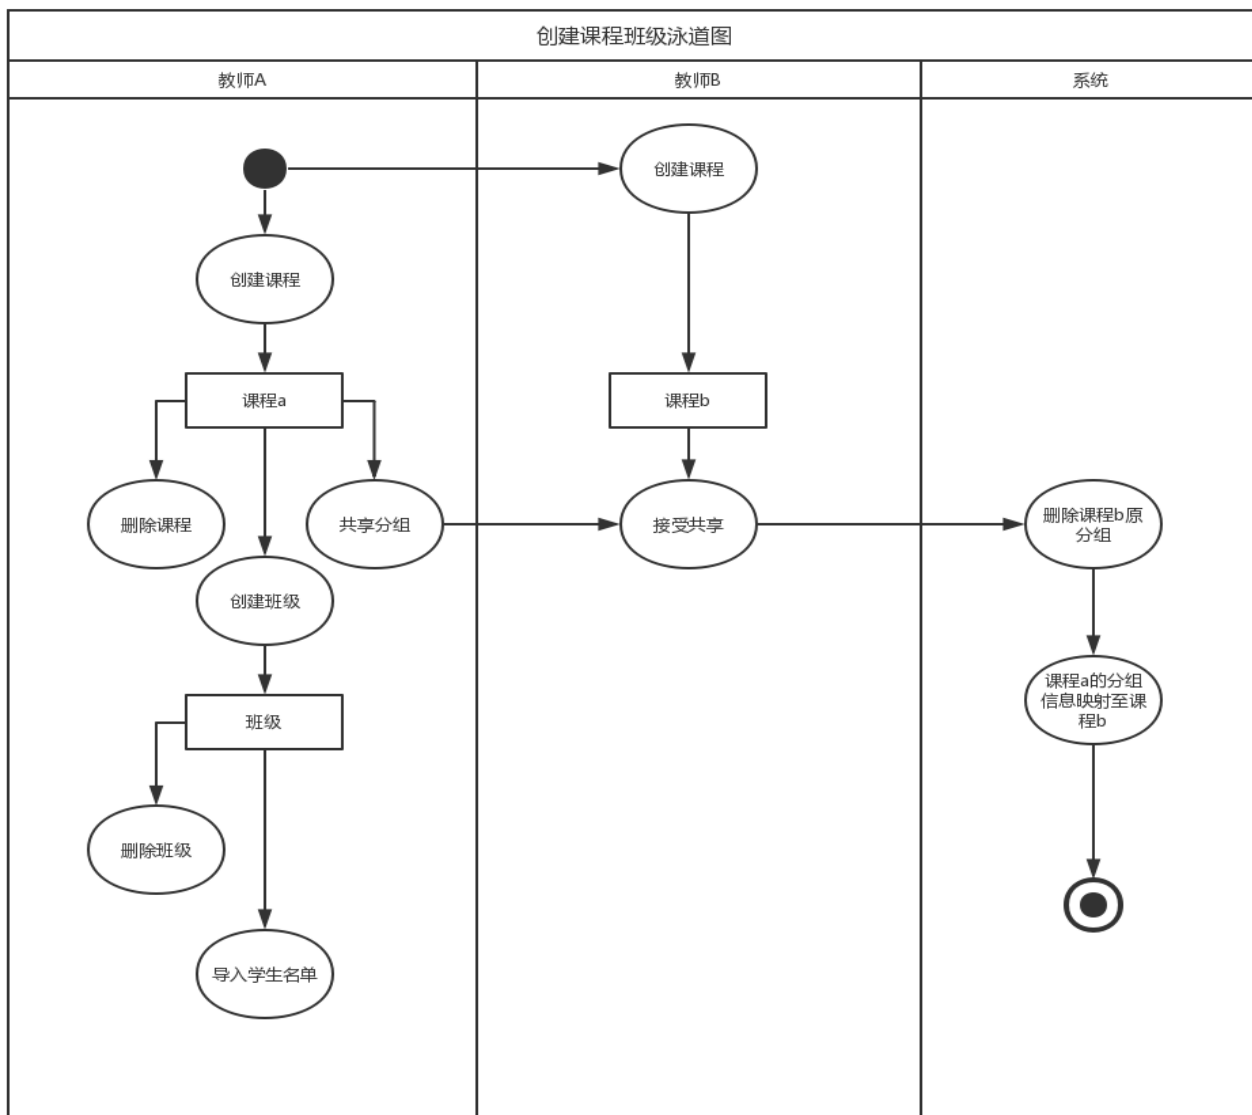 创建课程班级泳道图
教师A
教师B
系统
创建课程
创建课程
课程a
课程b
删除课程
共享分组
接受共享
删除课程b原
分组
创建班级
课程a的分组
信息映射至课
程b
班级
删除班级
导入学生名单